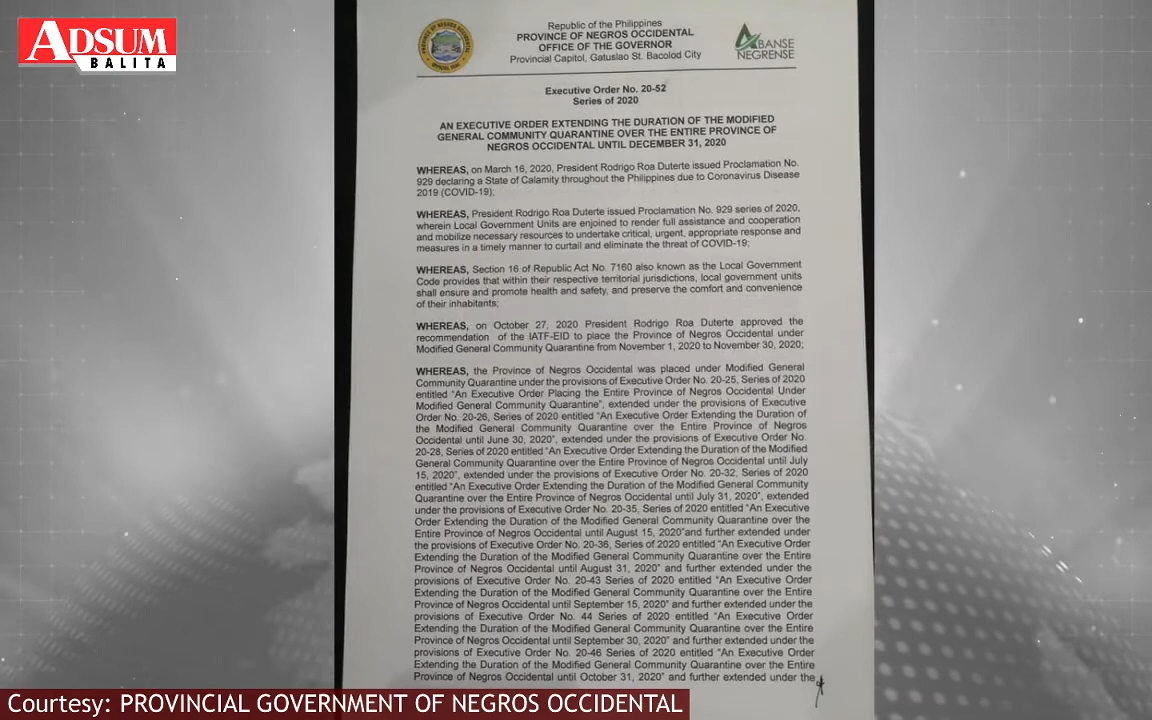 ADSUM
BALITA
Republic of the Philippines
PROVINCE OF NEGROS OCCIDENTAL
OFFICE OF THE GOVERNOR
Provincial Capitol, Gatuslao St. Bacolod City
ABANSE
NEGRENSE
Executive Order No. 20-52
Series of 2020
AN EXECUTIVE ORDER EXTENDING THE DURATION OF THE MODIFIED
GENERAL COMMUNITY QUARANTINE OVER THE ENTIRE PROVINCE OF
NEGROS OCCIDENTAL UNTIL DECEMBER 31, 2020
WHEREAS, on March 16, 2020, President Rodrigo Roa Duterte issued Proclamation No.
929 declaring a State of Calamity throughout the Philippines due to Coronavirus Disease
2019 (COVID-19);
WHEREAS, President Rodrigo Roa Duterte issued Proclamation No. 929 series of 2020,
wherein Local Government Units are enjoined to render full assistance and cooperation
and mobilize necessary resources to undertake critical, urgent, appropriate response and
measures in a timely manner to curtail and eliminate the threat of COVID-19;
WHEREAS, Section 16 of Republic Act No. 7160 also known as the Local Government
Code provides that within their respective territorial jurisdictions, local government units
shall ensure and promote health and safety, and preserve the comfort and convenience
of their inhabitants;
WHEREAS, on October 27, 2020 President Rodrigo Roa Duterte approved the
recommendation of the IATF-EID to place the Province of Negros Occidental under
Modified General Community Quarantine from November 1, 2020 to November 30, 2020;
WHEREAS, the Province of Negros Occidental was placed under Modified General
Community Quarantine under the provisions of Executive Order No. 20-25, Series of 2020
entitled "An Executive Order Placing the Entire Province of Negros Occidental Under
Modified General Community Quarantine", extended under the provisions of Executive
Order No. 20-26, Series of 2020 entitled "An Executive Order Extending the Duration of
the Modified General Community Quarantine over the Entire Province of Negros
Occidental until June 30, 2020", extended under the provisions of Executive Order No.
20-28, Series of 2020 entitled "An Executive Order Extending the Duration of the Modified
General Community Quarantine over the Entire Province of Negros Occidental until July
15, 2020", extended under the provisions of Executive Order No. 20-32, Series of 2020
entitled "An Executive Order Extending the Duration of the Modified General Community
Quarantine over the Entire Province of Negros Occidental until July 31, 2020", extended
under the provisions of Executive Order No. 20-35, Series of 2020 entitled "An Executive
Order Extending the Duration of the Modified General Community Quarantine over the
Entire Province of Negros Occidental until August 15, 2020"and further extended under
the provisions of Executive Order No. 20-36, Series of 2020 entitled "An Executive Order
Extending the Duration of the Modified General Community Quarantine over the Entire
Province of Negros Occidental until August 31, 2020" and further extended under the
provisions of Executive Order No. 20-43 Series of 2020 entitled "An Executive Order
Extending the Duration of the Modified General Community Quarantine over the Entire
Province of Negros Occidental until September 15, 2020" and further extended under the
provisions of Executive Order No. 44 Series of 2020 entitled "An Executive Order
Extending the Duration of the Modified General Community Quarantine over the Entire
Province of Negros Occidental until September 30, 2020" and further extended under the
provisions of Executive Order No. 20-46 Series of 2020 entitled "An Executive Order
Extending the Duration of the Modified General Community Quarantine over the Entire
Province of Negros Occidental until October 31, 2020" and further extended under the
Courtesy: PROVINCIAL GOVERNMENT OF NEGROS OCCIDENTAL